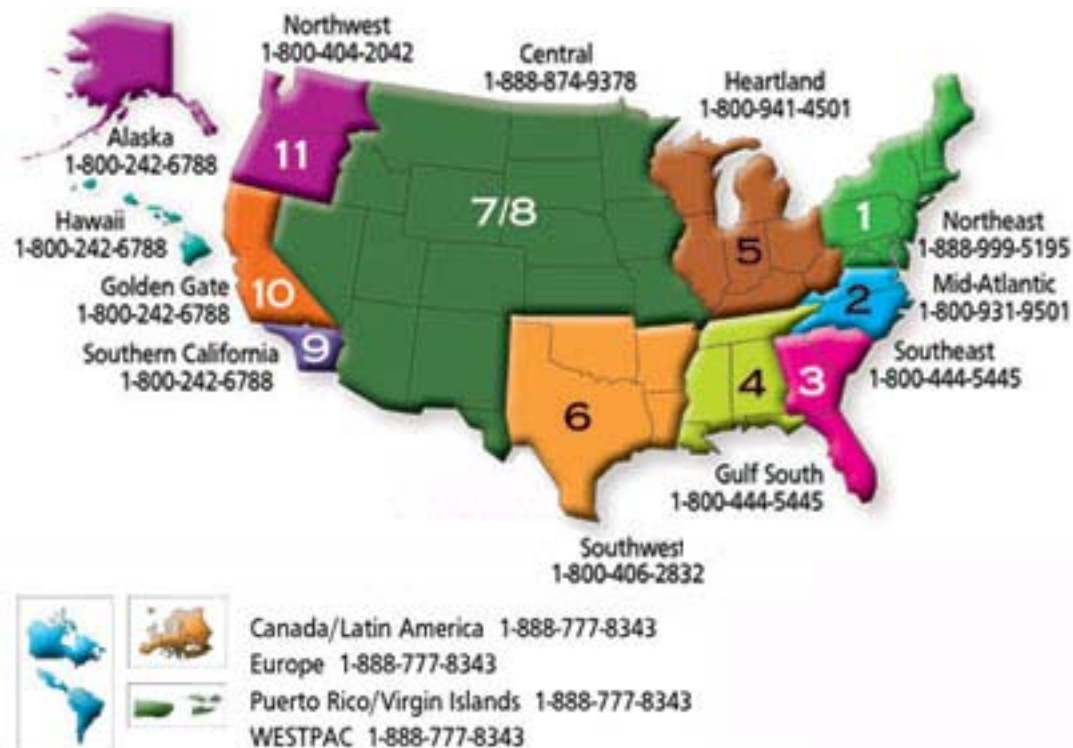 Northwest
1-800-404-2042
Central
1-888-874-9378
Heartland
1-800-941-4501
Alaska
1-800-242-6788
11
7/8
1
Hawaii
1-800-242-6788
Northeast
1-888-999-5195
5
Golden Gate
1-800-242-6788
10
2
Mid-Atlantic
1-800-931-9501
Southern California
1-800-242-6788
9
Southeast
1-800-444-5445
6
4
3
Gulf South
1-800-444-5445
Southwest
1-800-406-2832
Canada/Latin America 1-888-777-8343
Europe 1-888-777-8343
Puerto Rico/Virgin Islands 1-888-777-8343
WESTPAC 1-888-777-8343